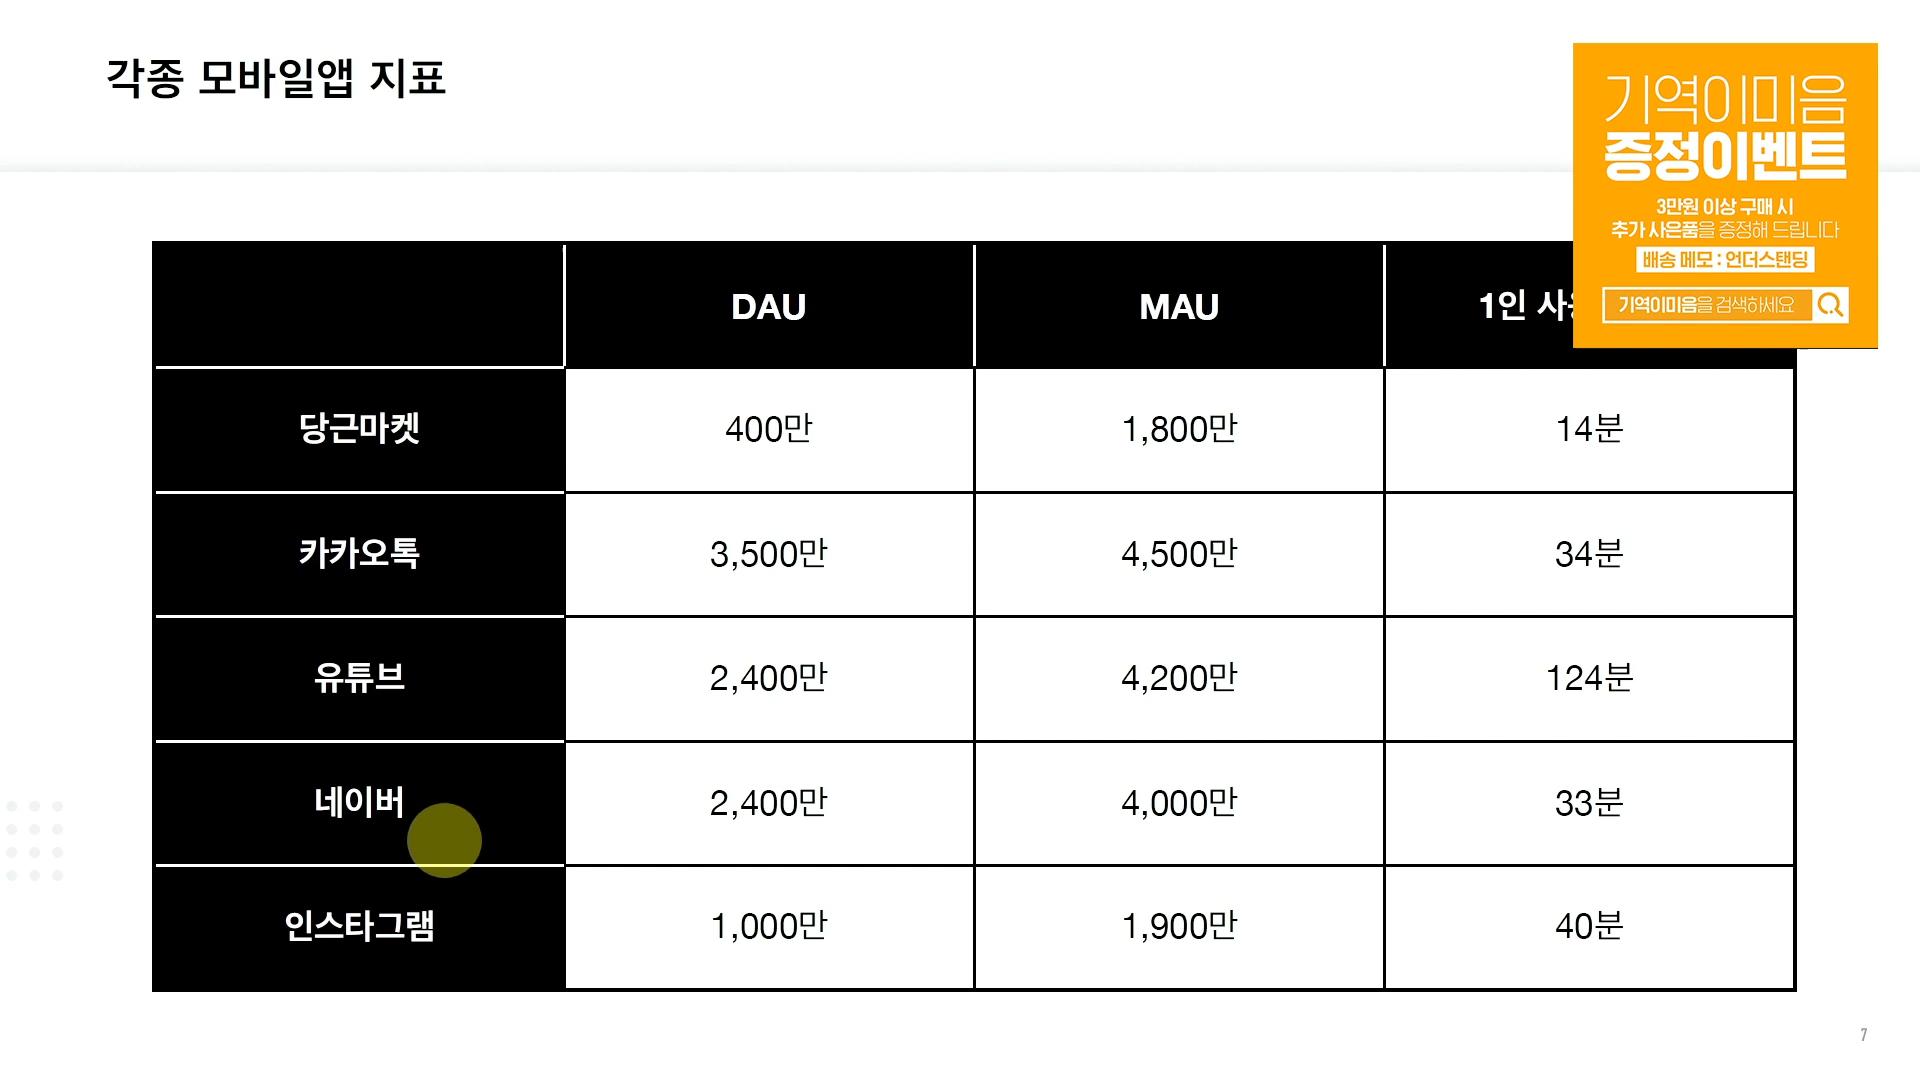 각종 모바일앱 지표
기역이미음
증정이벤트
3만원 이상 구매 시
추가 사은품을 증정해 드립니다
배송 메모 : 언더스탠딩
기역이미음을 검색하세요
DAU MAU 1인
당근마켓 400만 1,800만 14분
카카오톡 3,500만 4,500만 34분
유튜브 2,400만 4,200만 124분
네이버 2,400만 4,000만 33분
인스타그램 1,000만 1,900만 40분
7